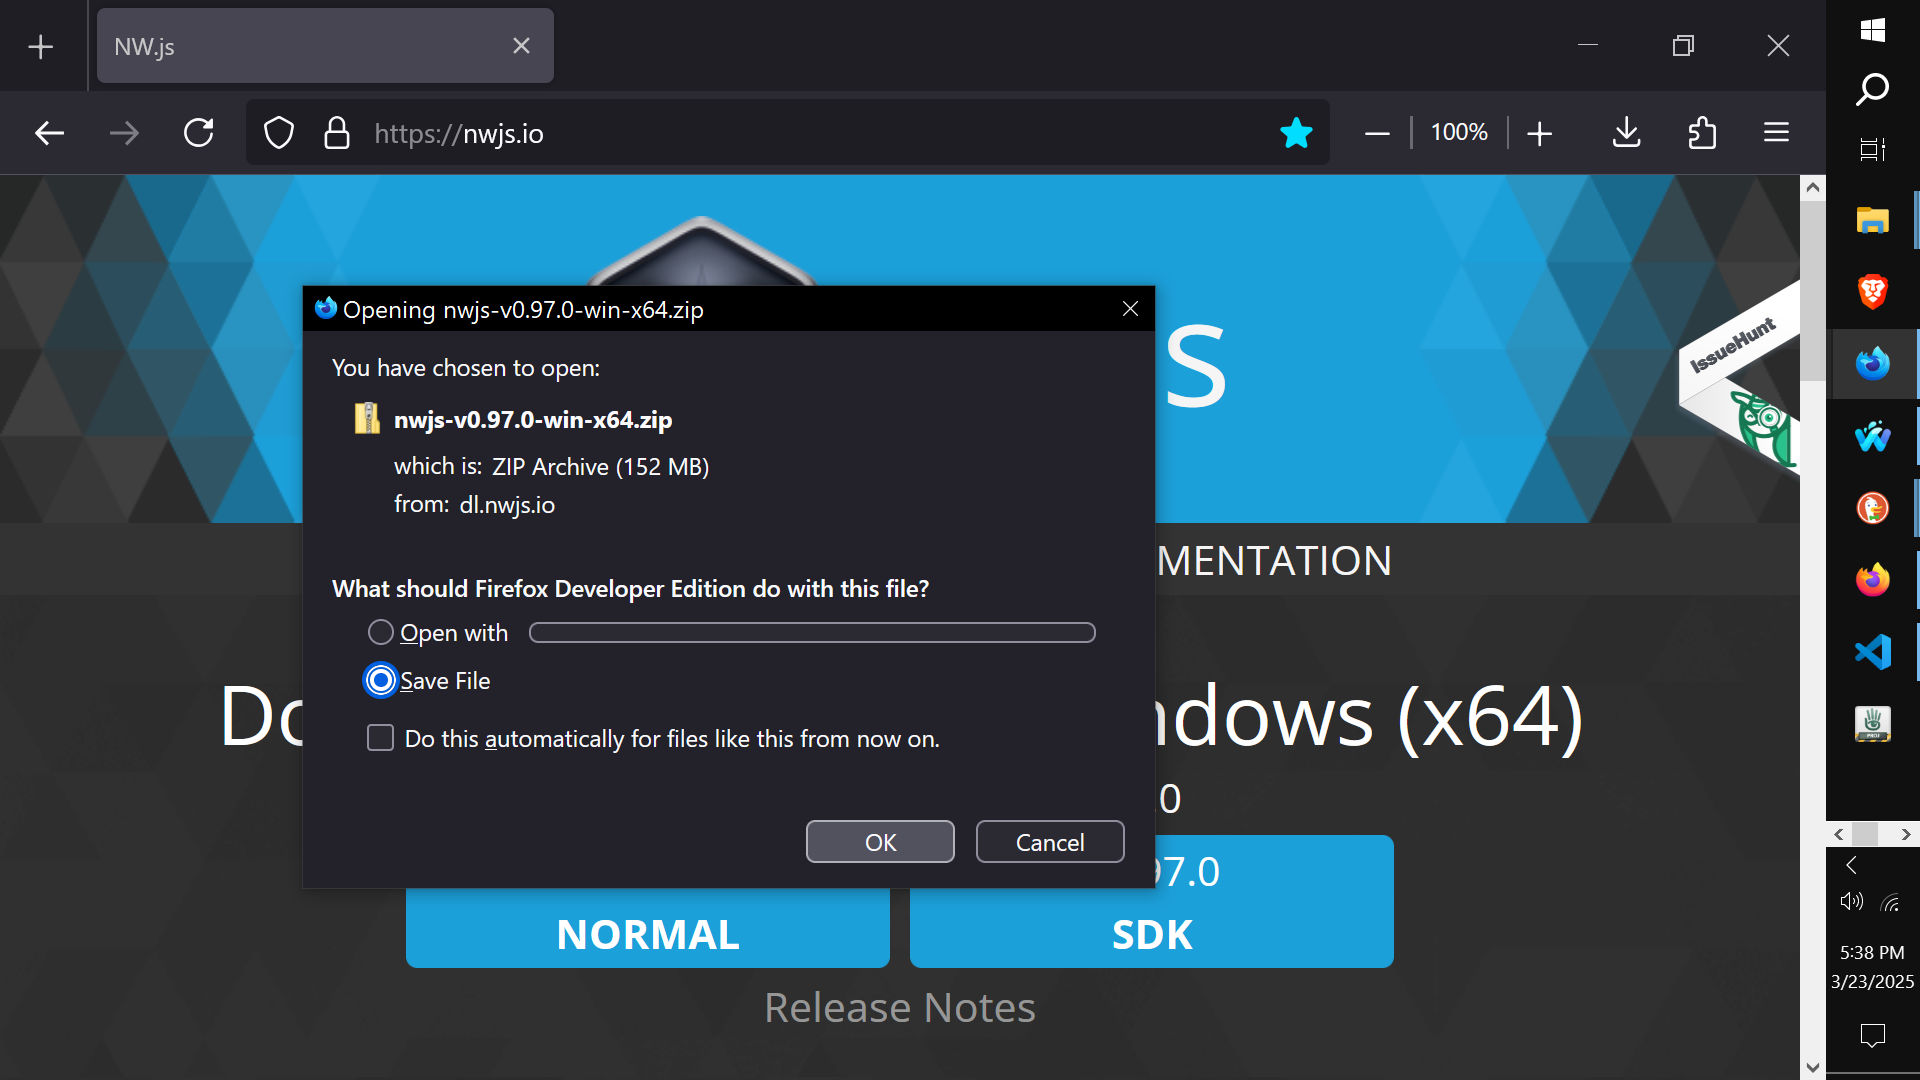 NW.js
https://nwjs.io
100%
S
IssueHunt
Opening nwjs-v0.97.0-win-x64.zip
You have chosen to open:
nwjs-v0.97.0-win-x64.zip
which is: ZIP Archive (152 MB)
from: dl.nwjs.io
MENTATION
What should Firefox Developer Edition do with this file?
Open with
Save File
Do ndows (x64)
Do this automatically for files like this from now on.
.0
OK
Cancel
97.0
NORMAL
SDK
Release Notes
PROJ
5:38 PM
3/23/2025